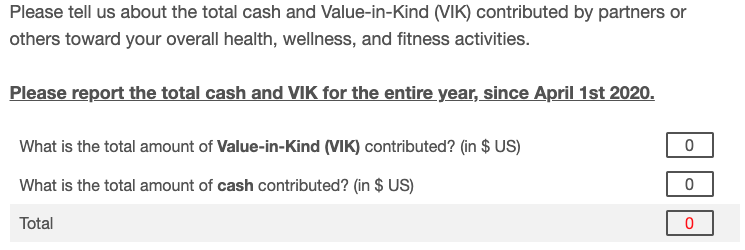 Please tell us about the total cash and Value-in-Kind (VIK) contributed by partners or
others toward your overall health, wellness, and fitness activities.
Please report the total cash and VIK for the entire year, since April 1st 2020.
What is the total amount of Value-in-Kind (VIK) contributed? (in $ US) 0
What is the total amount of cash contributed? (in $ US) 0
Total 0